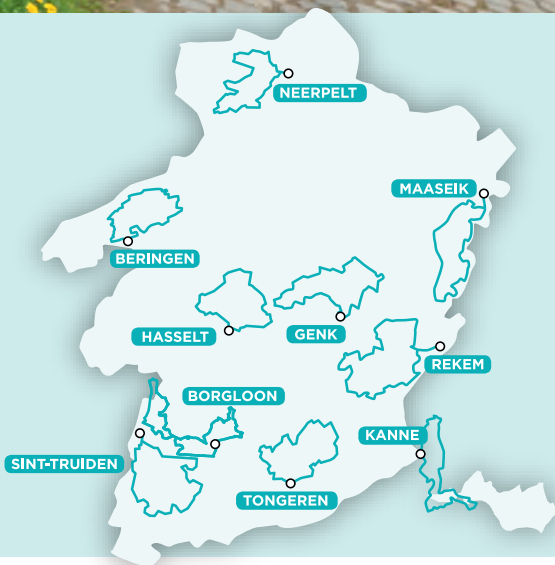 NEERPELT
MAASEIK
BERINGEN
HASSELT
GENK
REKEM
BORGLOON
KANNE
SINT-TRUIDEN
TONGEREN